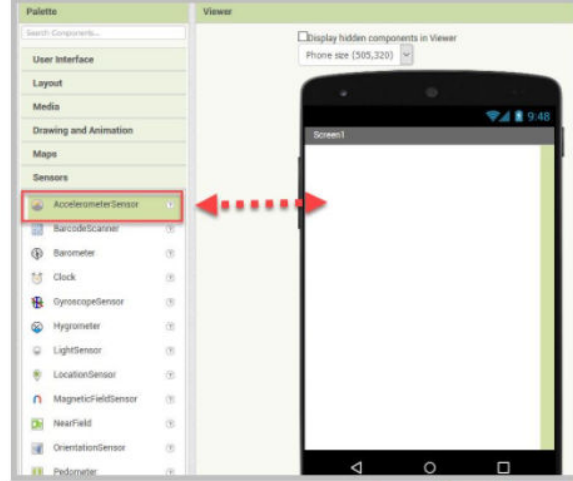 Palette
Viewer
Search Components...
Display hidden components in Viewer
Phone size (505,320)
User Interface
Layout
Media
Drawing and Animation
Maps
Sensors
AccelerometerSensor
BarcodeScanner
Barometer
Clock
GyroscopeSensor
Hygrometer
LightSensor
LocationSensor
MagneticFieldSensor
NearField
OrientationSensor
Pedometer
9:48
Screen1